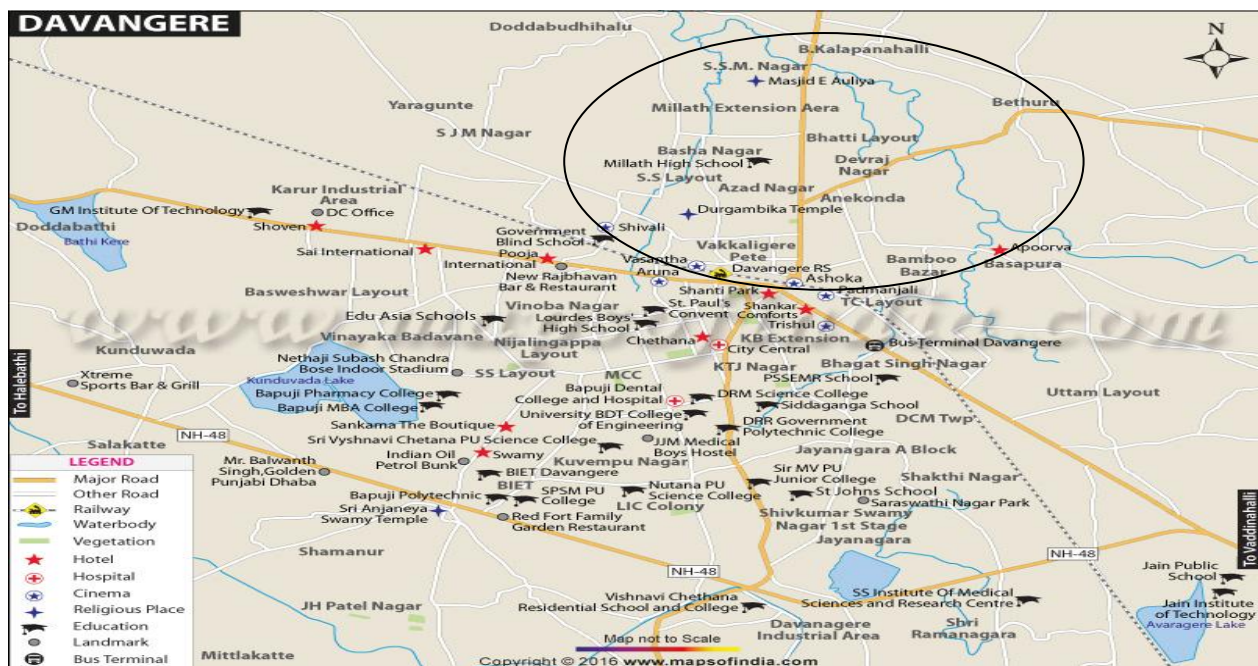 DAVANGERE
Doddabudhihalu
B.Kalapanahalli
N
S.S.M. Nagar
Masjid E Auliya
Yaragunte
Millath Extension Aera
Bethuru
S J M Nagar
Bhatti Layout
Basha Nagar
Millath High School
Devraj
Nagar
S.S Layout
Azad Nagar
Karur Industrial
Area
Anekonda
GM Institute Of Technology
DC Office
Durgambika Temple
Doddabathi
Shoven
Government
Blind School
Shivali
Bathi Kere
Sai International
Pooja
International
Vakkaligere
Pete
Apoorva
Vasantha
Aruna
Davangere RS
Bamboo
Bazar
Basapura
New Rajbhavan
Bar & Restaurant
Ashoka
Basweshwar Layout
Shanti Park
Padmanjali
TC Layout
Vinoba Nagar
St. Paul's
Convent
Shankar
Comforts
Edu Asia Schools
Lourdes Boys'
High School
Trishul
www.mapsofindia.com
Vinayaka Badavane
Nijalingappa
Layout
Chethana
City Central
KB Extension
Bus Terminal Davangere
Kunduwada
Nethaji Subash Chandra
Bose Indoor Stadium
SS Layout
MCC
KTJ Nagar
Bhagat Singh Nagar
To Halebathi
Xtreme
Sports Bar & Grill
Kunduvada Lake
PSSEMR School
Bapuji Pharmacy College
Bapuji Dental
College and Hospital
DRM Science College
Uttam Layout
Bapuji MBA College
Siddaganga School
Sankama The Boutique
University BDT College
of Engineering
DCM Twp
DRR Government
Polytechnic College
Salakatte
NH-48
Sri Vyshnavi Chetana PU Science College
JJM Medical
Boys Hostel
Swamy
Indian Oil
Petrol Bunk
Jayanagara A Block
Mr. Balwanth
Singh,Golden
Punjabi Dhaba
Kuvempu Nagar
Sir MV PU
Junior College
Shakthi Nagar
BIET Davangere
BIET
Nutana PU
Science College
St Johns School
Bapuji Polytechnic
SPSM PU
College
Saraswathi Nagar Park
LIC Colony
Sri Anjaneya
Swamy Temple
Red Fort Family
Garden Restaurant
Shivkumar Swamy
Nagar 1st Stage
Jayanagara
To Vaddinahalli
Shamanur
NH-48
NH-48
Jain Public
School
SS Institute Of Medical
Sciences and Research Centre
Vishnavi Chethana
Residential School and College
Jain Institute
of Technology
JH Patel Nagar
Avaragere Lake
Davanagere
Industrial Area
Shri
Ramanagara
Mittlakatte
LEGEND
Major Road
Other Road
Railway
Waterbody
Vegetation
Hotel
Hospital
Cinema
Religious Place
Education
Landmark
Bus Terminal
Map not to Scale
Copyright © 2016 www.mapsofindia.com